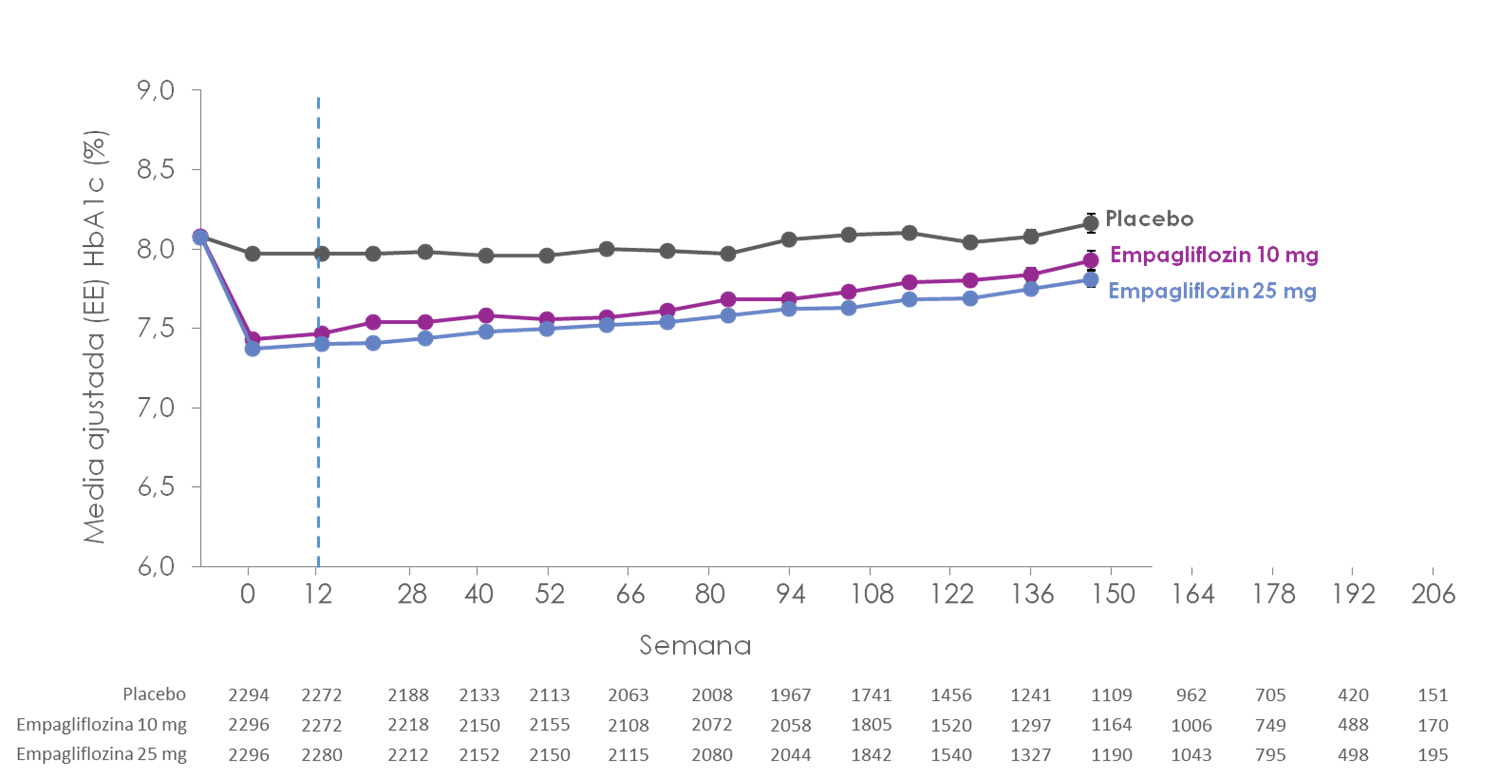 9,0
8,5
8,0
7,5
7,0
6,5
6,0
Media ajustada (EE) HbA1c (%)
Placebo
Empagliflozin 10 mg
Empagliflozin 25 mg
0 12 28 40 52 66 80 94 108 122 136 150 164 178 192 206
Semana
Placebo 2294 2272 2188 2133 2113 2063 2008 1967 1741 1456 1241 1109 962 705 420 151
Empagliflozina 10 mg 2296 2272 2218 2150 2155 2108 2072 2058 1805 1520 1297 1164 1006 749 488 170
Empagliflozina 25 mg 2296 2280 2212 2152 2150 2115 2080 2044 1842 1540 1327 1190 1043 795 498 195